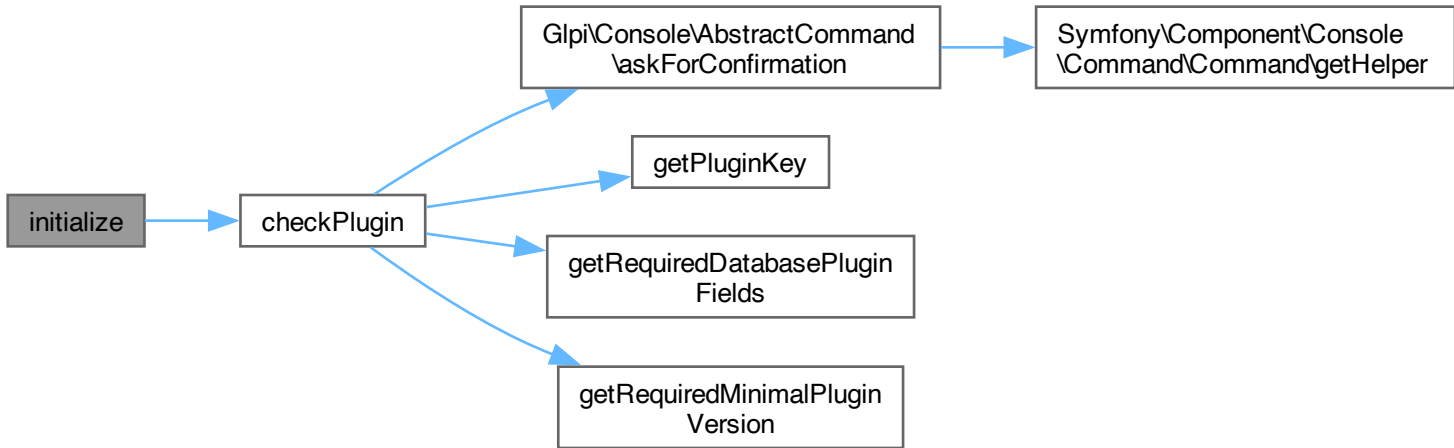 initialize
checkPlugin
Glpi\Console\AbstractCommand
\askForConfirmation
Symfony\Component\Console
\Command\Command\getHelper
getPluginKey
getRequiredDatabasePlugin
Fields
getRequiredMinimalPlugin
Version